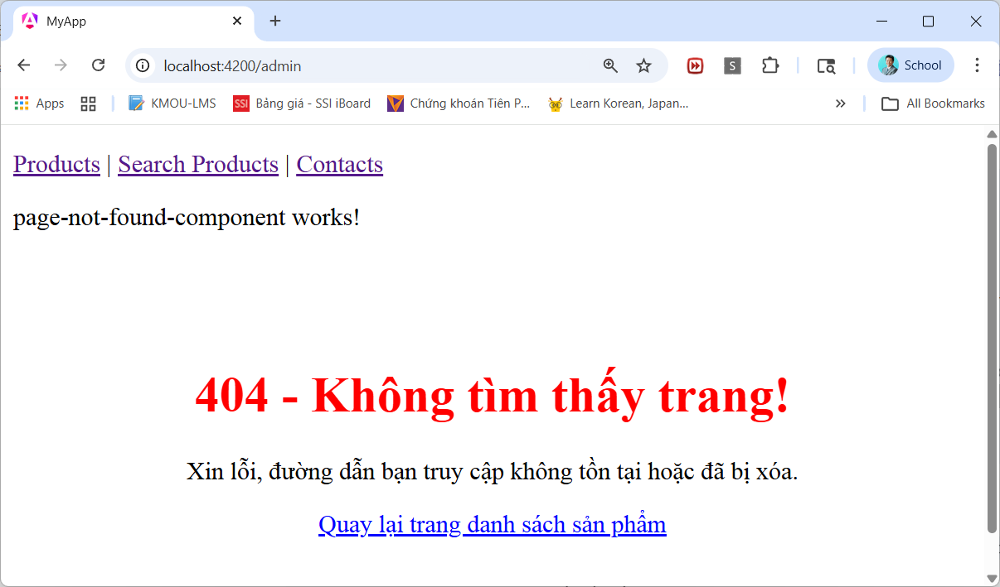 MyApp
localhost:4200/admin
S
School
Apps
KMOU-LMS
SSI
Bảng giá - SSI iBoard
Chứng khoán Tiên P...
Learn Korean, Japan...
All Bookmarks
Products | Search Products | Contacts
page-not-found-component works!
404 - Không tìm thấy trang!
Xin lỗi, đường dẫn bạn truy cập không tồn tại hoặc đã bị xóa.
Quay lại trang danh sách sản phẩm